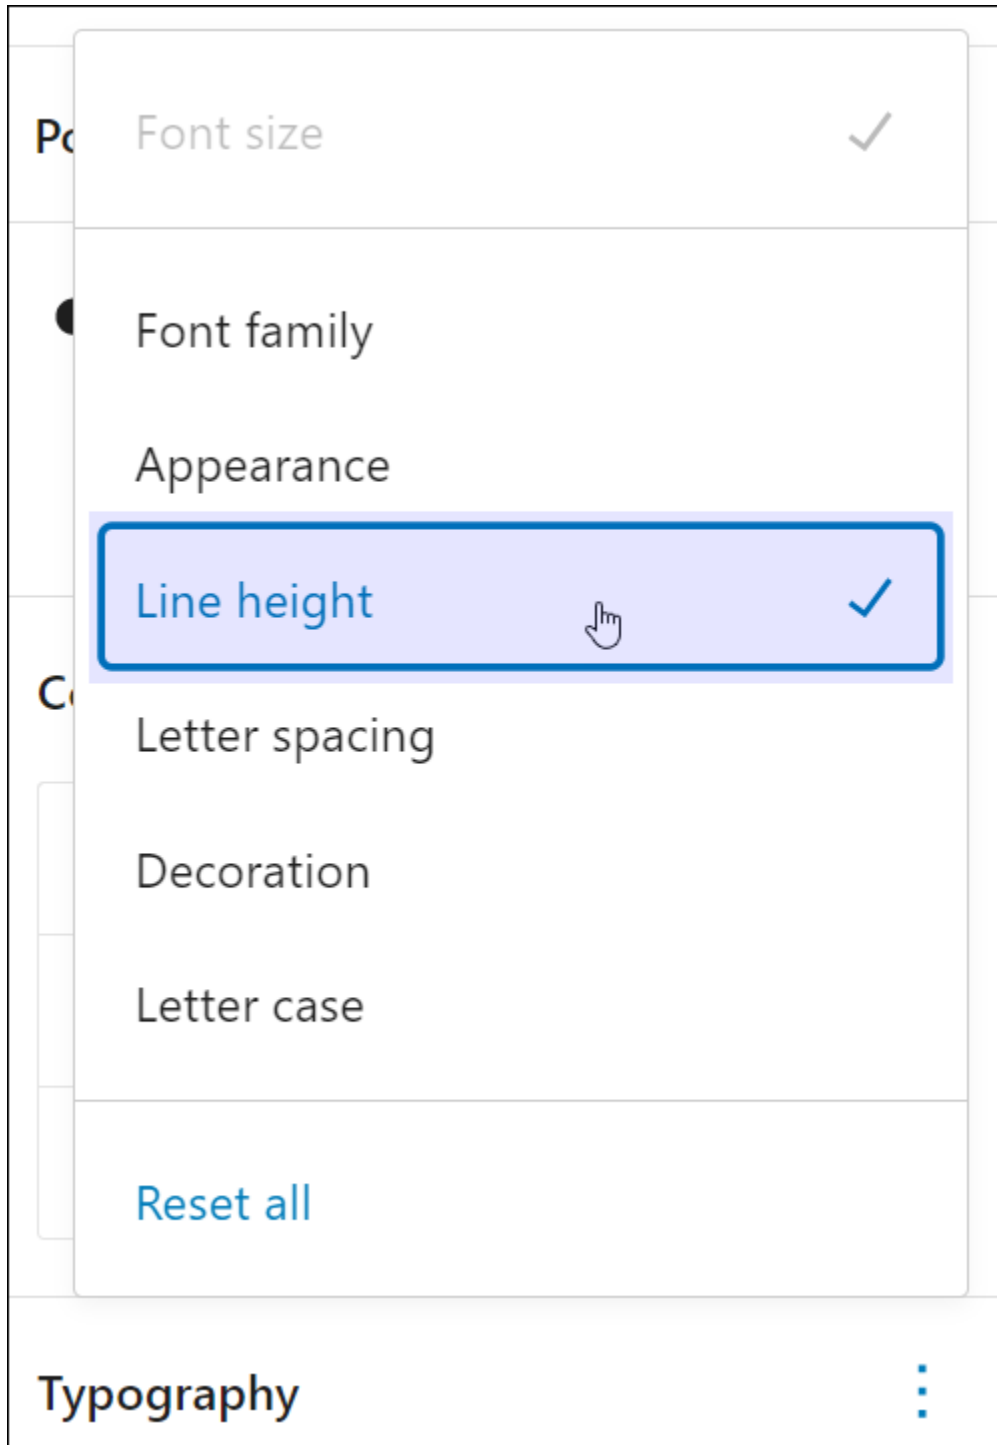 Font size
Font family
Appearance
Line height
Letter spacing
Decoration
Letter case
Reset all
Typography